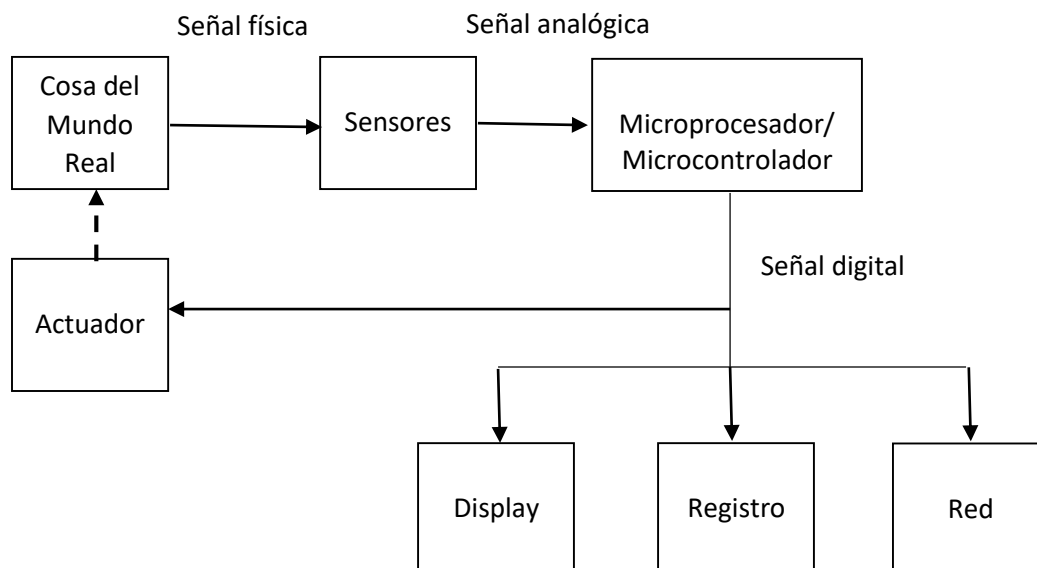 Señal física
Señal analógica
Cosa del
Mundo
Real
Sensores
Microprocesador/
Microcontrolador
Señal digital
Actuador
Display
Registro
Red